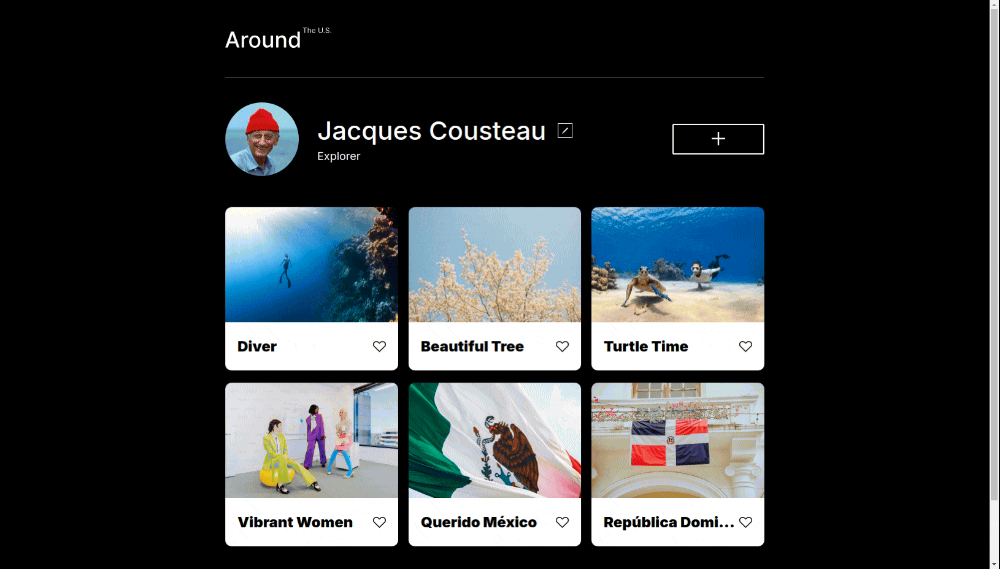 Around The U.S.
Jacques Cousteau
Explorer
Diver
Beautiful Tree
Turtle Time
Vibrant Women
Querido México
República Domi...